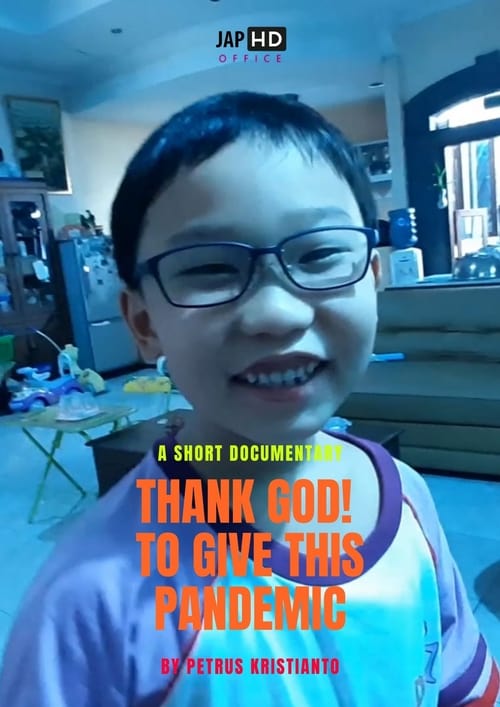 JAP HD
OFFICE
A SHORT DOCUMENTARY
THANK GOD!
TO GIVE THIS
PANDEMIC
BY PETRUS KRISTIANTO